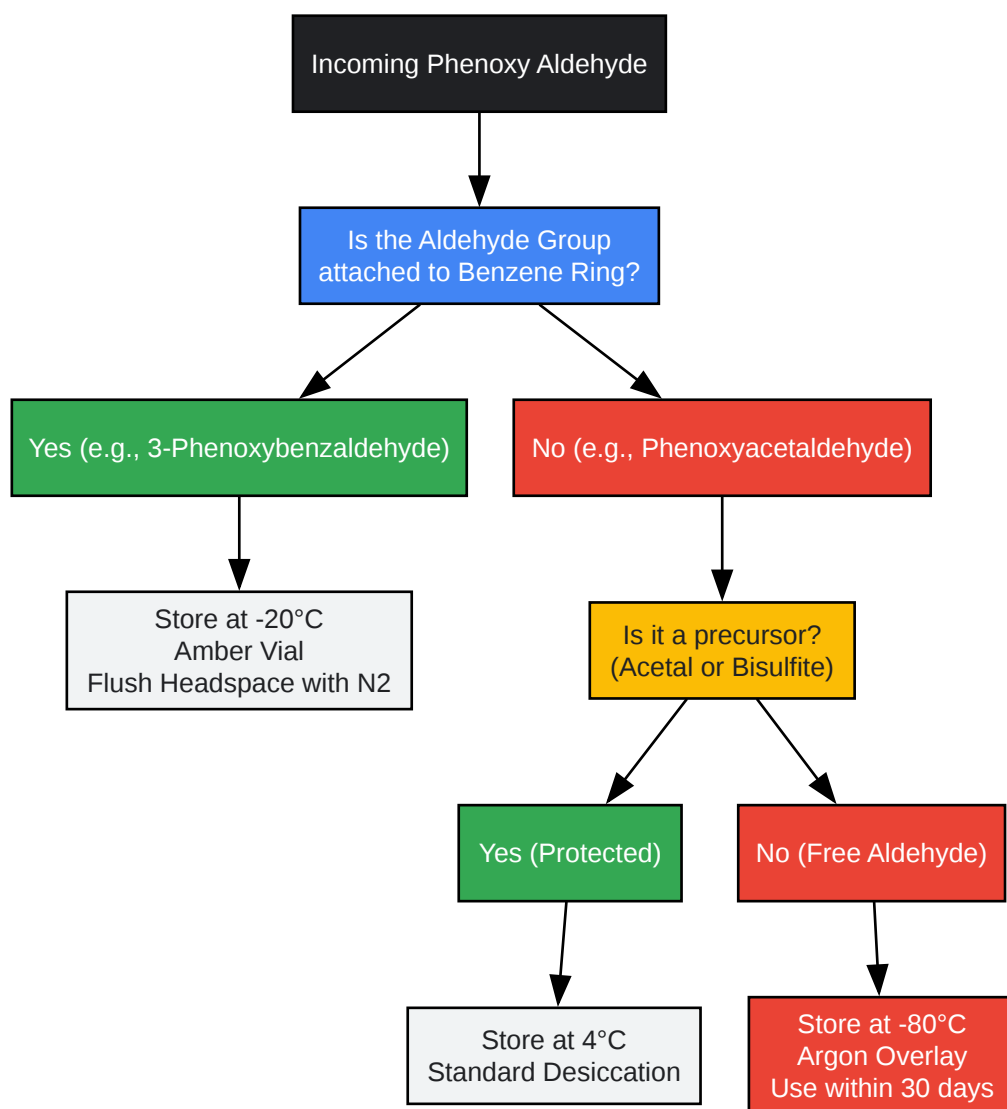 Incoming Phenoxy Aldehyde
Is the Aldehyde Group
attached to Benzene Ring?
Yes (e.g., 3-Phenoxybenzaldehyde)
No (e.g., Phenoxyacetaldehyde)
Store at -20°C
Amber Vial
Flush Headspace with N2
Is it a precursor?
(Acetal or Bisulfite)
Yes (Protected)
No (Free Aldehyde)
Store at 4°C
Standard Desiccation
Store at -80°C
Argon Overlay
Use within 30 days